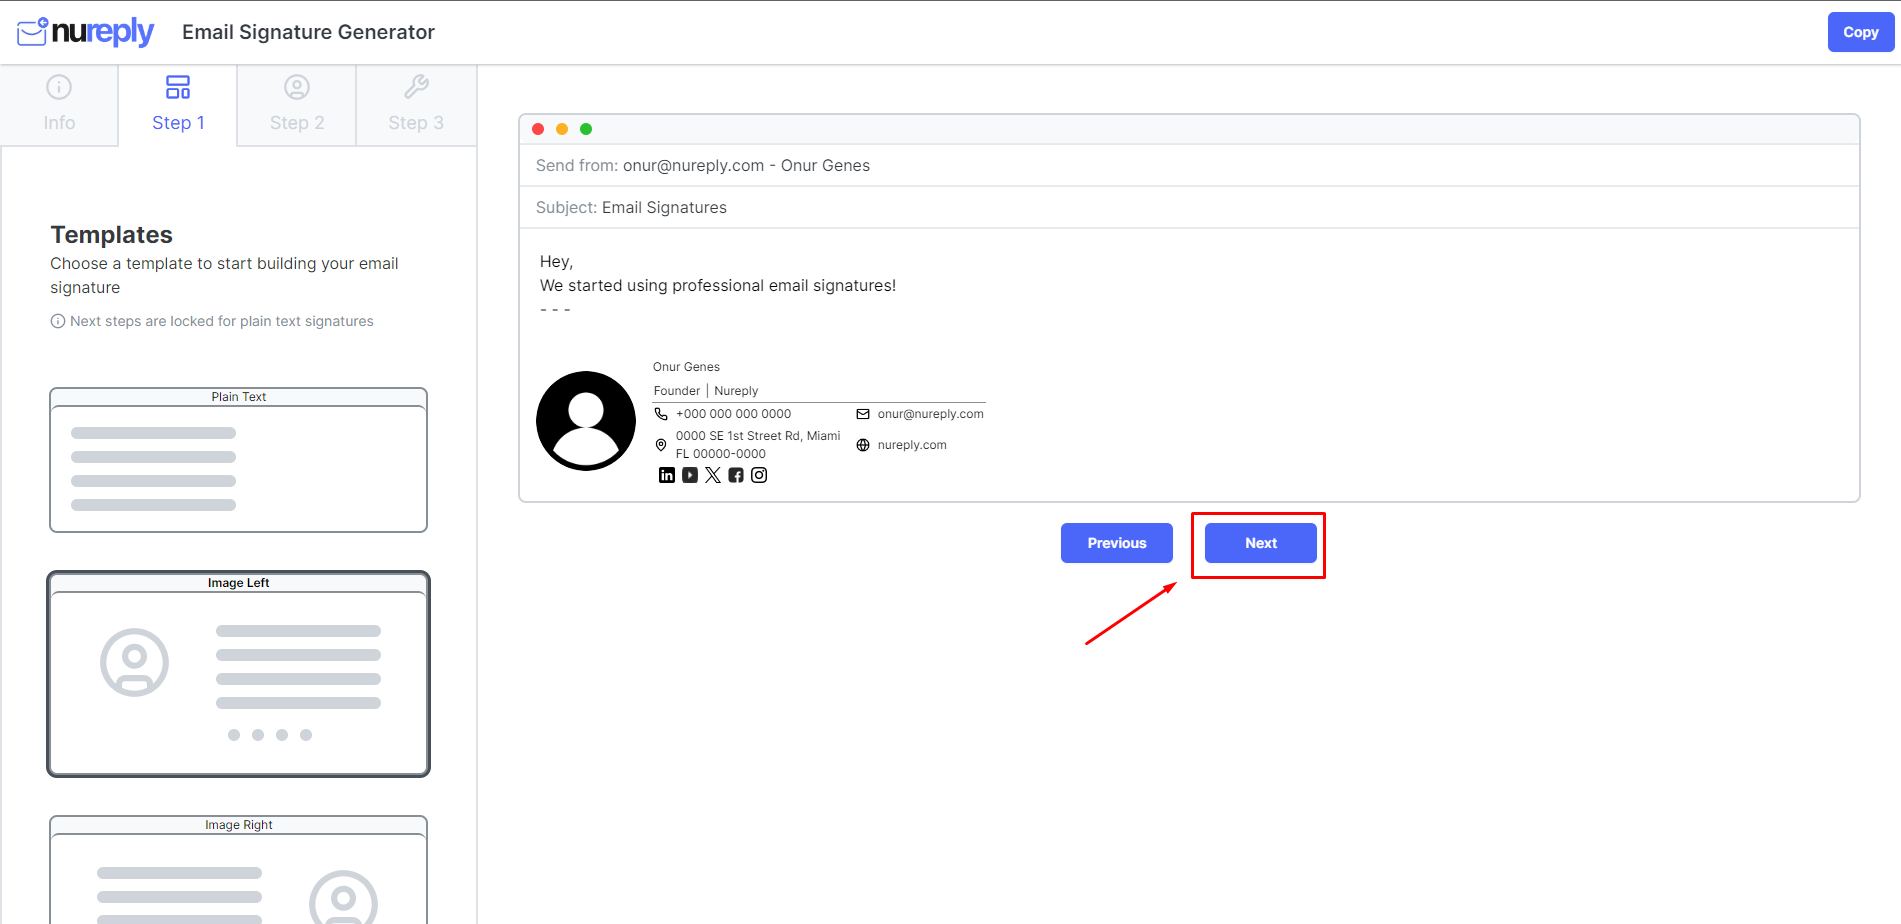 nureply
Email Signature Generator
Copy
Info
Step 1
Step 2
Step 3
Templates
Choose a template to start building your email
signature
Next steps are locked for plain text signatures
Plain Text
Image Left
Image Right
Send from: onur@nureply.com - Onur Genes
Subject: Email Signatures
Hey,
We started using professional email signatures!
- - -
Onur Genes
Founder | Nureply
+000 000 000 0000
onur@nureply.com
0000 SE 1st Street Rd, Miami
FL 00000-0000
nureply.com
Previous
Next